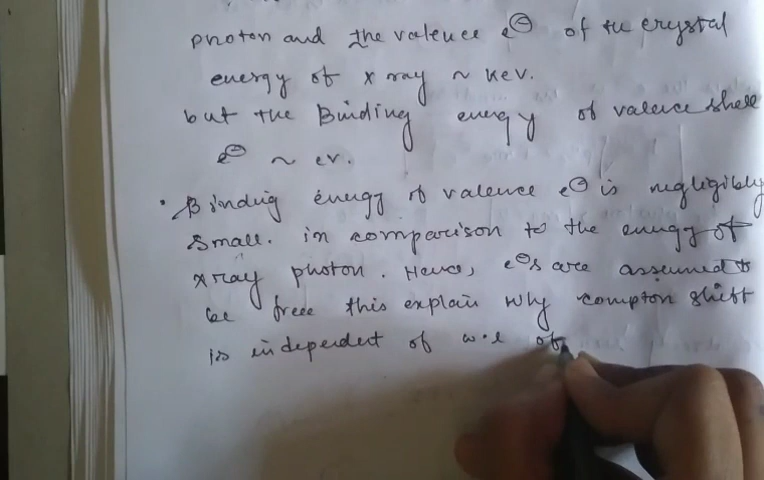 photon and the valence e⊖ of the crystal
energy of x ray ~ kev.
but the Binding energy of valence shell
e⊖ ~ ev.
• Binding energy of valence e⊖ is negligibly
small. in comparison to the energy of
x ray photon. Hence, e⊖s are assumed to
be free this explain why compton shift
is independent of w.l of